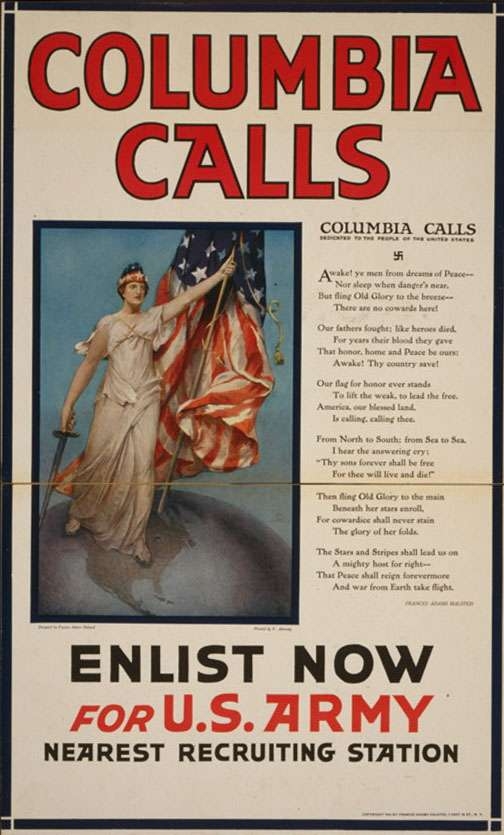 COLUMBIA
CALLS
COLUMBIA CALLS
DEDICATED TO THE PEOPLE OF THE UNITED STATES
Awake! ye men from dreams of Peace--
Nor sleep when danger's near,
But fling Old Glory to the breeze--
There are no cowards here!
Our fathers fought; like heroes died,
For years their blood they gave
That honor, home and Peace be ours;
Awake! Thy country save!
Our flag for honor ever stands
To lift the weak, to lead the free.
America, our blessed land,
Is calling, calling thee.
From North to South; from Sea to Sea.
I hear the answering cry;
"Thy sons forever shall be free
For thee will live and die!"
Then fling Old Glory to the main
Beneath her stars enroll,
For cowardice shall never stain
The glory of her folds.
The Stars and Stripes shall lead us on
A mighty host for right--
That Peace shall reign forevermore
And war from Earth take flight.
FRANCES ADAMS HALSTED
Designed by Frances Adams Halsted
Painted by V. Aderente
ENLIST NOW
FOR U.S. ARMY
NEAREST RECRUITING STATION